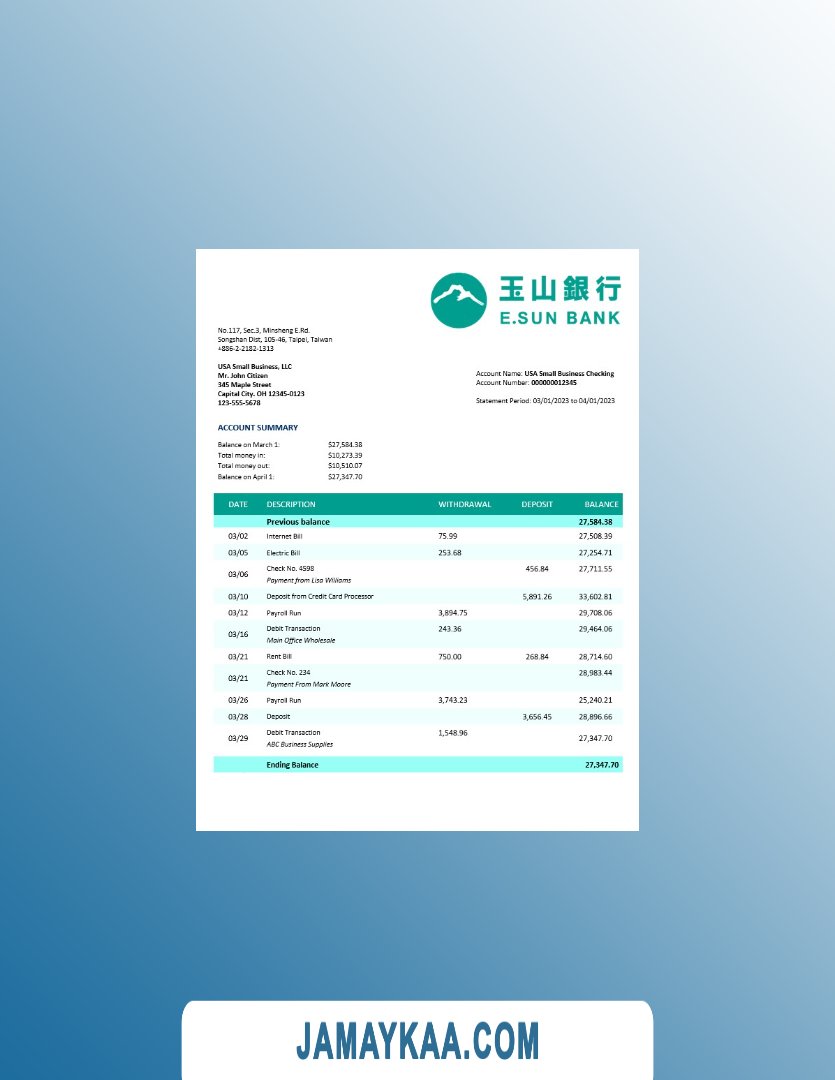 玉山銀行
E.SUN BANK
No.117, Sec.3, Minsheng E.Rd.
Songshan Dist, 105-46, Taipei, Taiwan
+886-2-2182-1313
USA Small Business, LLC
Mr. John Citizen
345 Maple Street
Capital City. OH 12345-0123
123-555-5678
Account Name: USA Small Business Checking
Account Number: 000000012345
Statement Period: 03/01/2023 to 04/01/2023
ACCOUNT SUMMARY
Balance on March 1: $27,584.38
Total money in: $10,273.39
Total money out: $10,510.07
Balance on April 1: $27,347.70
DATE DESCRIPTION WITHDRAWAL DEPOSIT BALANCE
Previous balance 27,584.38
03/02 Internet Bill 75.99 27,508.39
03/05 Electric Bill 253.68 27,254.71
03/06 Check No. 4598 456.84 27,711.55
Payment from Lisa Williams
03/10 Deposit from Credit Card Processor 5,891.26 33,602.81
03/12 Payroll Run 3,894.75 29,708.06
03/16 Debit Transaction 243.36 29,464.06
Main Office Wholesale
03/21 Rent Bill 750.00 268.84 28,714.60
03/21 Check No. 234 28,983.44
Payment From Mark Moore
03/26 Payroll Run 3,743.23 25,240.21
03/28 Deposit 3,656.45 28,896.66
03/29 Debit Transaction 1,548.96 27,347.70
ABC Business Supplies
Ending Balance 27,347.70
JAMAYKAA.COM